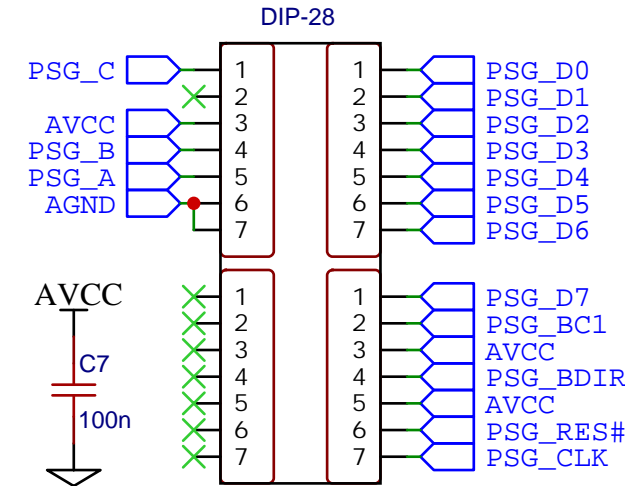 DIP-28
PSG_C 1 1 PSG_D0
2 2 PSG_D1
AVCC 3 3 PSG_D2
PSG_B 4 4 PSG_D3
PSG_A 5 5 PSG_D4
AGND 6 6 PSG_D5
7 7 PSG_D6
AVCC 1 1 PSG_D7
2 2 PSG_BC1
C7 3 3 AVCC
4 4 PSG_BDIR
100n 5 5 AVCC
6 6 PSG_RES#
7 7 PSG_CLK